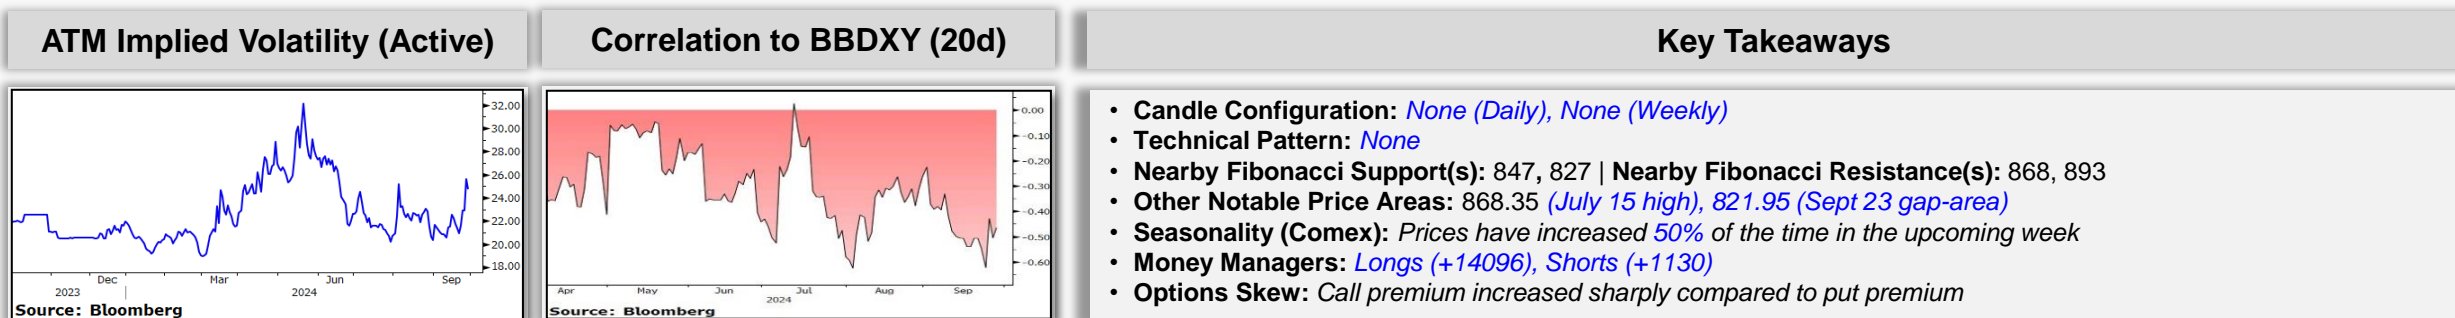 ATM Implied Volatility (Active)
32.00
30.00
28.00
26.00
24.00
22.00
20.00
18.00
Dec Mar Jun Sep
2023 2024
Source: Bloomberg
Correlation to BBDXY (20d)
0.00
-0.10
-0.20
-0.30
-0.40
-0.50
-0.60
Apr May Jun Jul Aug Sep
2024
Source: Bloomberg
Key Takeaways
• Candle Configuration: None (Daily), None (Weekly)
• Technical Pattern: None
• Nearby Fibonacci Support(s): 847, 827 | Nearby Fibonacci Resistance(s): 868, 893
• Other Notable Price Areas: 868.35 (July 15 high), 821.95 (Sept 23 gap-area)
• Seasonality (Comex): Prices have increased 50% of the time in the upcoming week
• Money Managers: Longs (+14096), Shorts (+1130)
• Options Skew: Call premium increased sharply compared to put premium